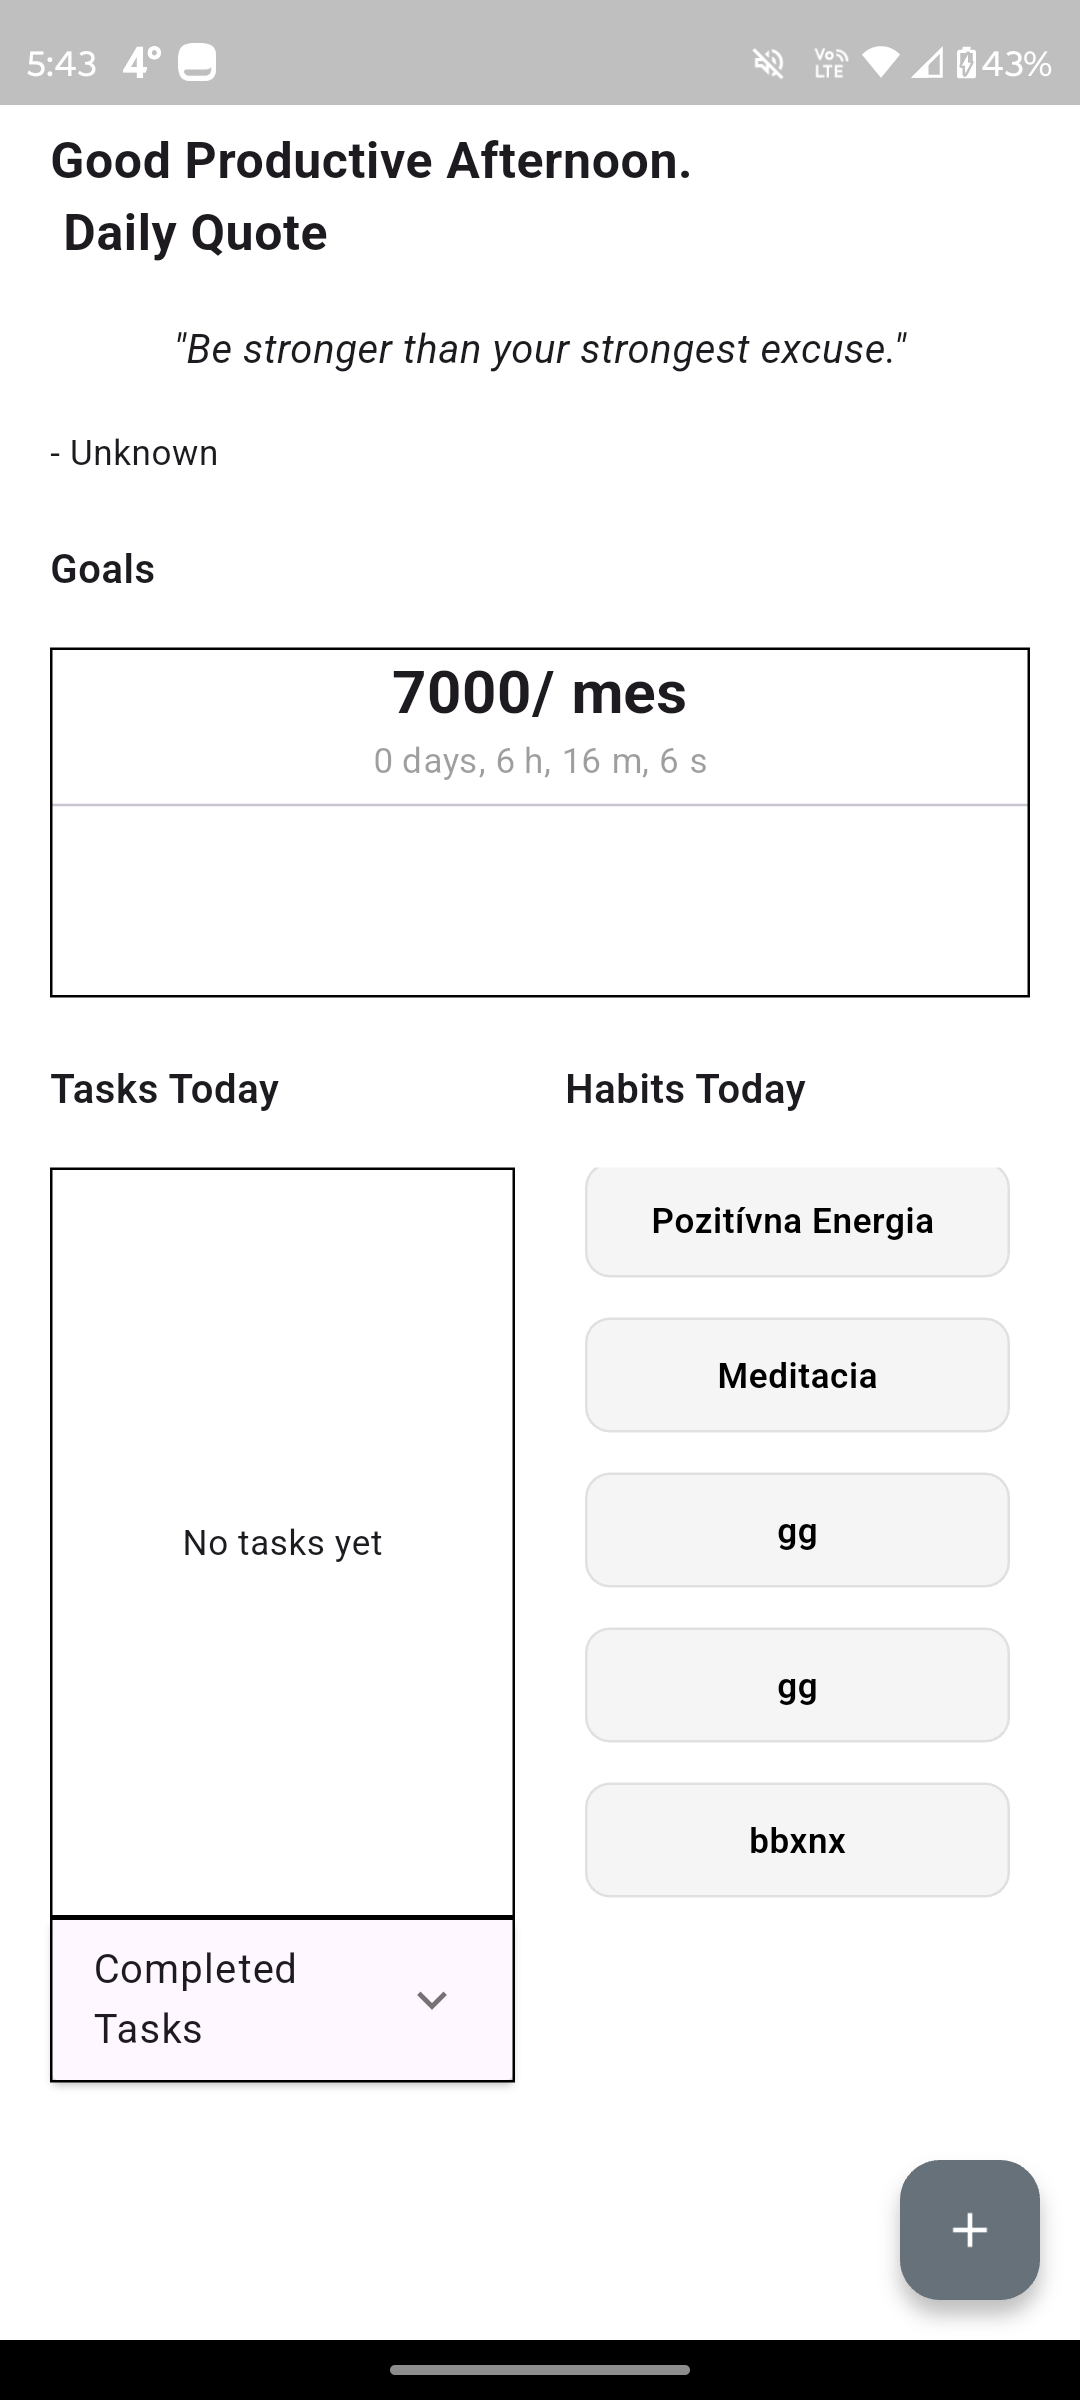 5:43 4° Vo LTE 43%
Good Productive Afternoon.
Daily Quote
"Be stronger than your strongest excuse."
- Unknown
Goals
7000/ mes
0 days, 6 h, 16 m, 6 s
Tasks Today
No tasks yet
Completed
Tasks
Habits Today
Pozitívna Energia
Meditacia
gg
gg
bbxnx